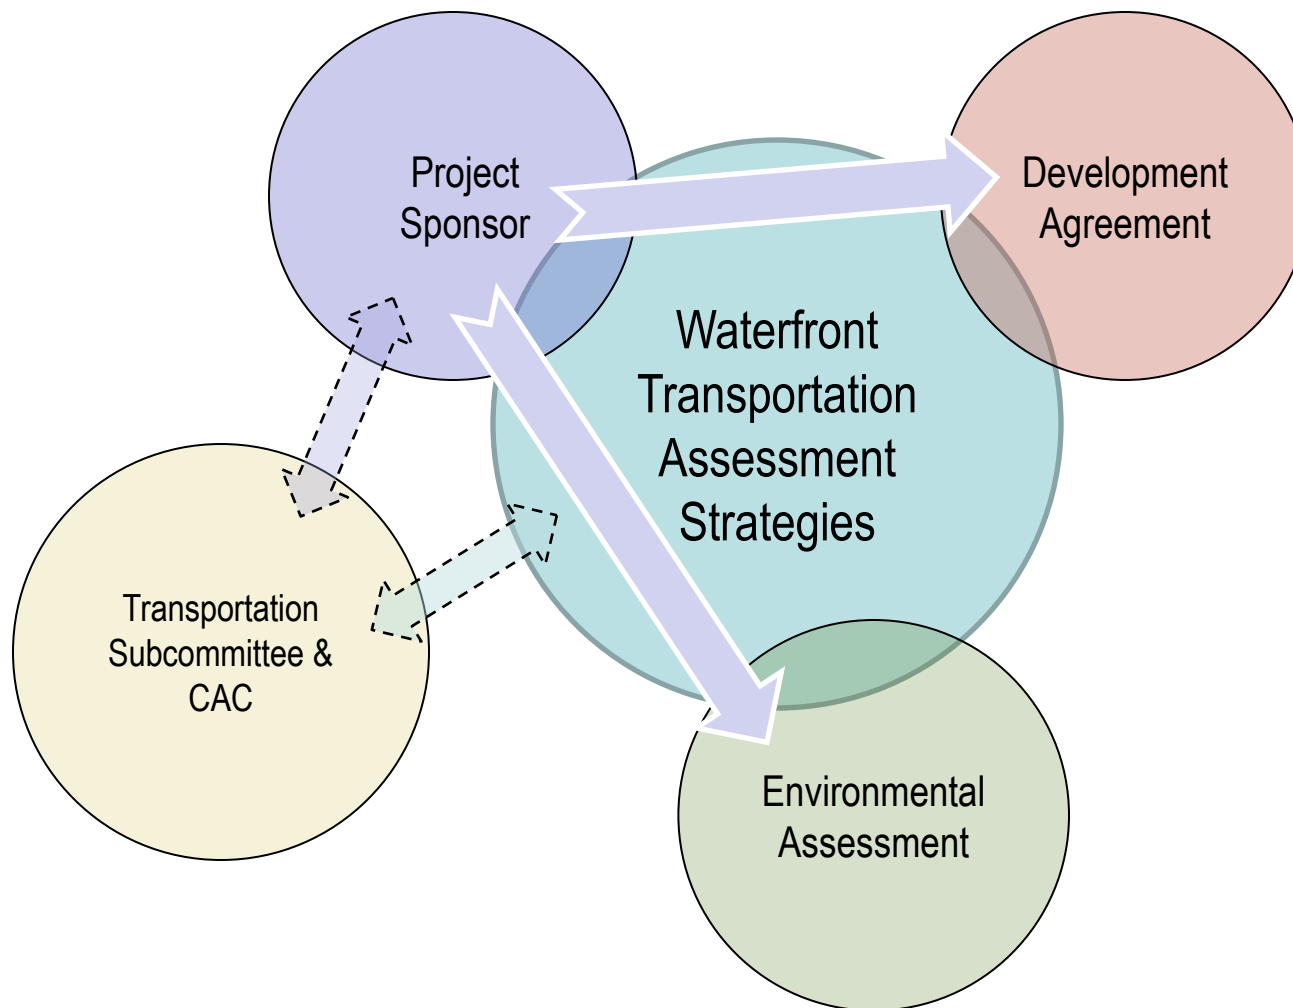 Project
Sponsor
Development
Agreement
Waterfront
Transportation
Assessment
Strategies
Transportation
Subcommittee &
CAC
Environmental
Assessment